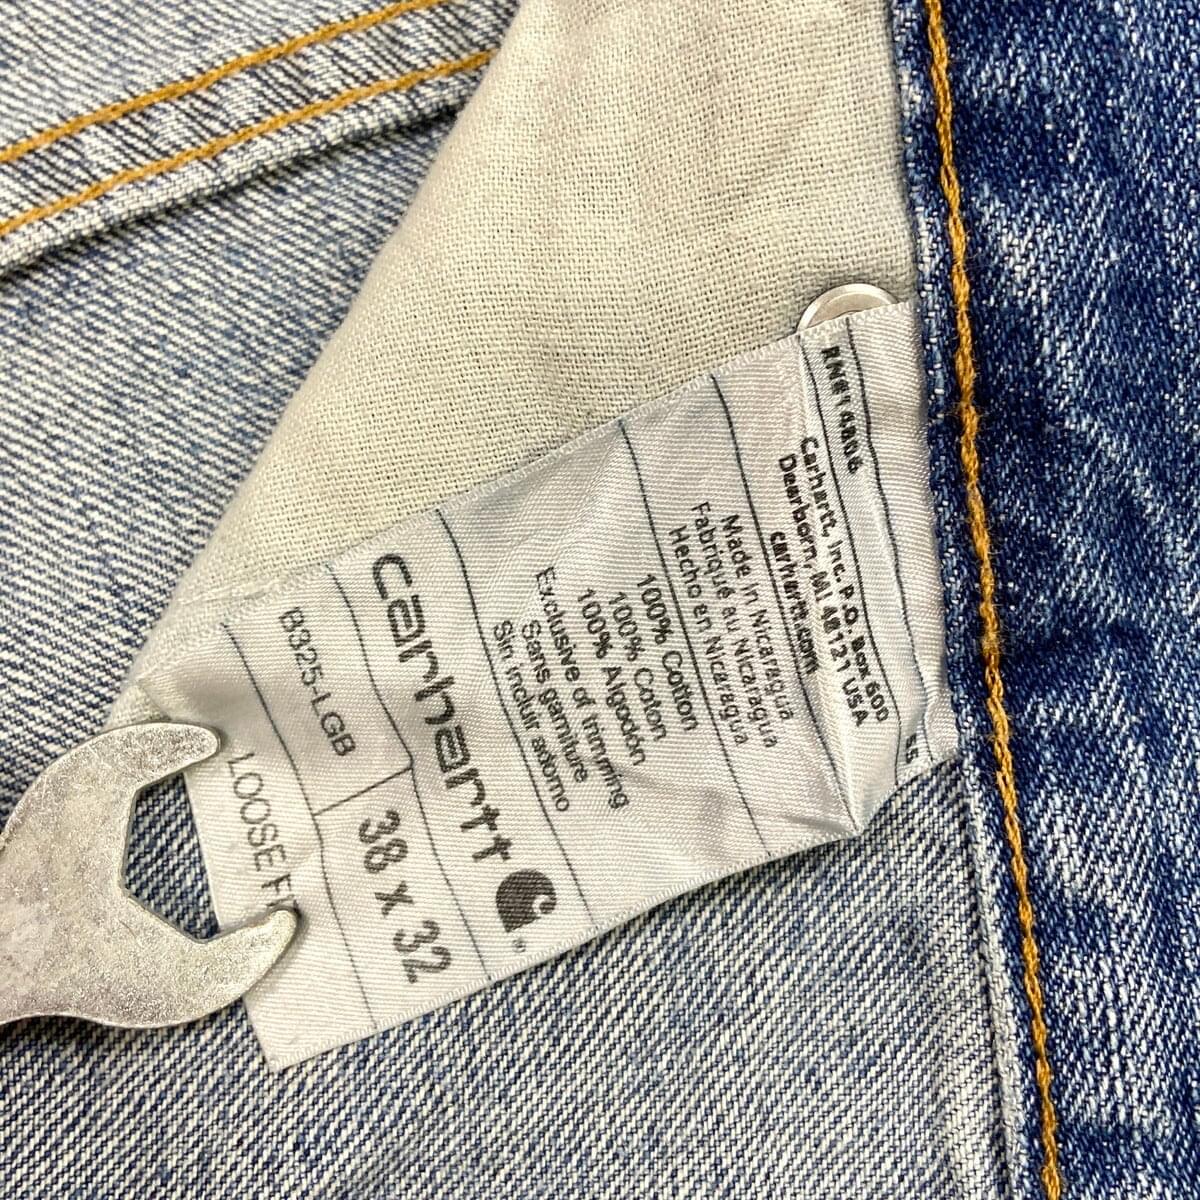 RN# 14806
Carhartt, Inc. P.O. Box 600
Dearborn, MI 48121 USA
carhartt.com
Made in Nicaragua
Fabriqué au Nicaragua
Hecho en Nicaragua
100% Cotton
100% Coton
100% Algodón
Exclusive of trimming
Sans garniture
Sin incluir adorno
carhartt
B325-LGB
38 x 32
LOOSE